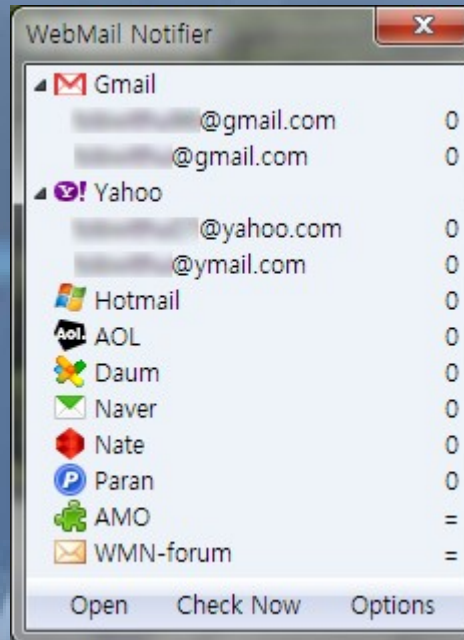 WebMail Notifier
Gmail
@gmail.com 0
@gmail.com 0
Y! Yahoo
@yahoo.com 0
@ymail.com 0
Hotmail 0
Aol. AOL 0
Daum 0
Naver 0
Nate 0
P Paran 0
AMO =
WMN-forum =
Open Check Now Options